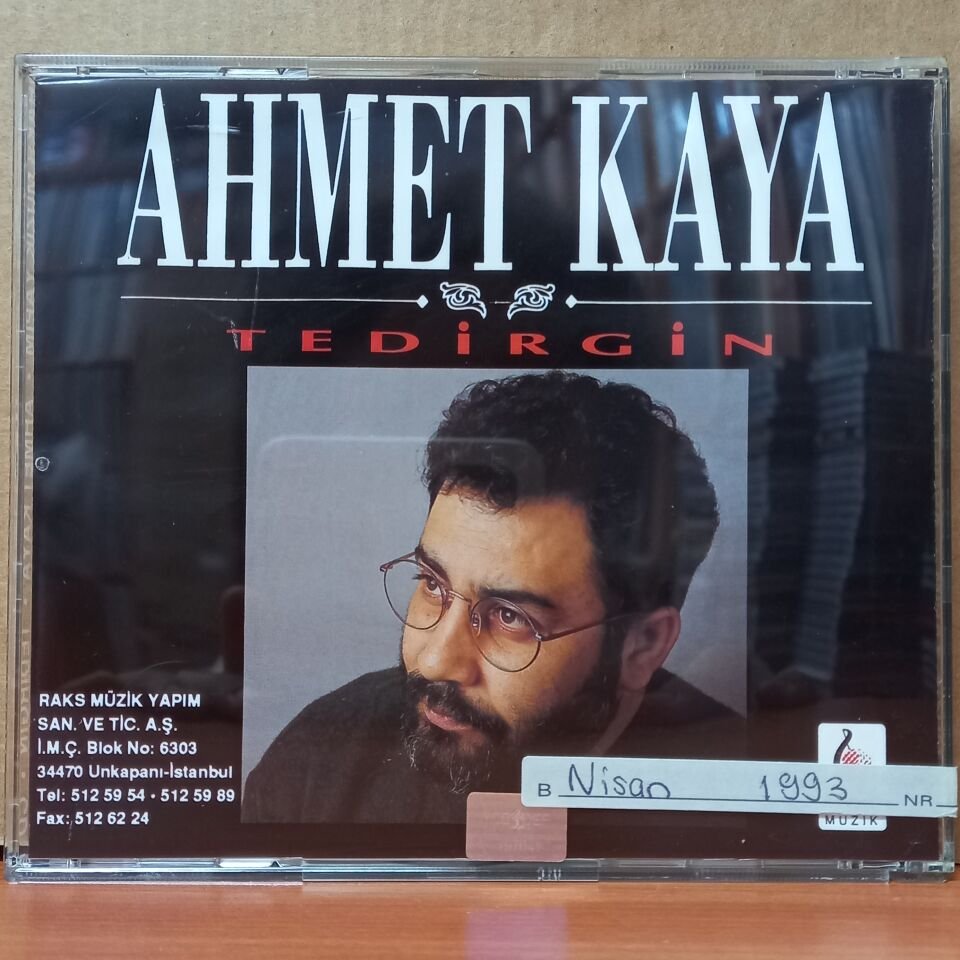 AHMET KAYA
TEDİRGİN
RAKS MÜZİK YAPIM
SAN. VE TİC. A.Ş.
İ.M.Ç. Blok No: 6303
34470 Unkapanı-İstanbul
Tel: 512 59 54 • 512 59 89
Fax: 512 62 24
B Nisan 1993 NR
MÜZİK